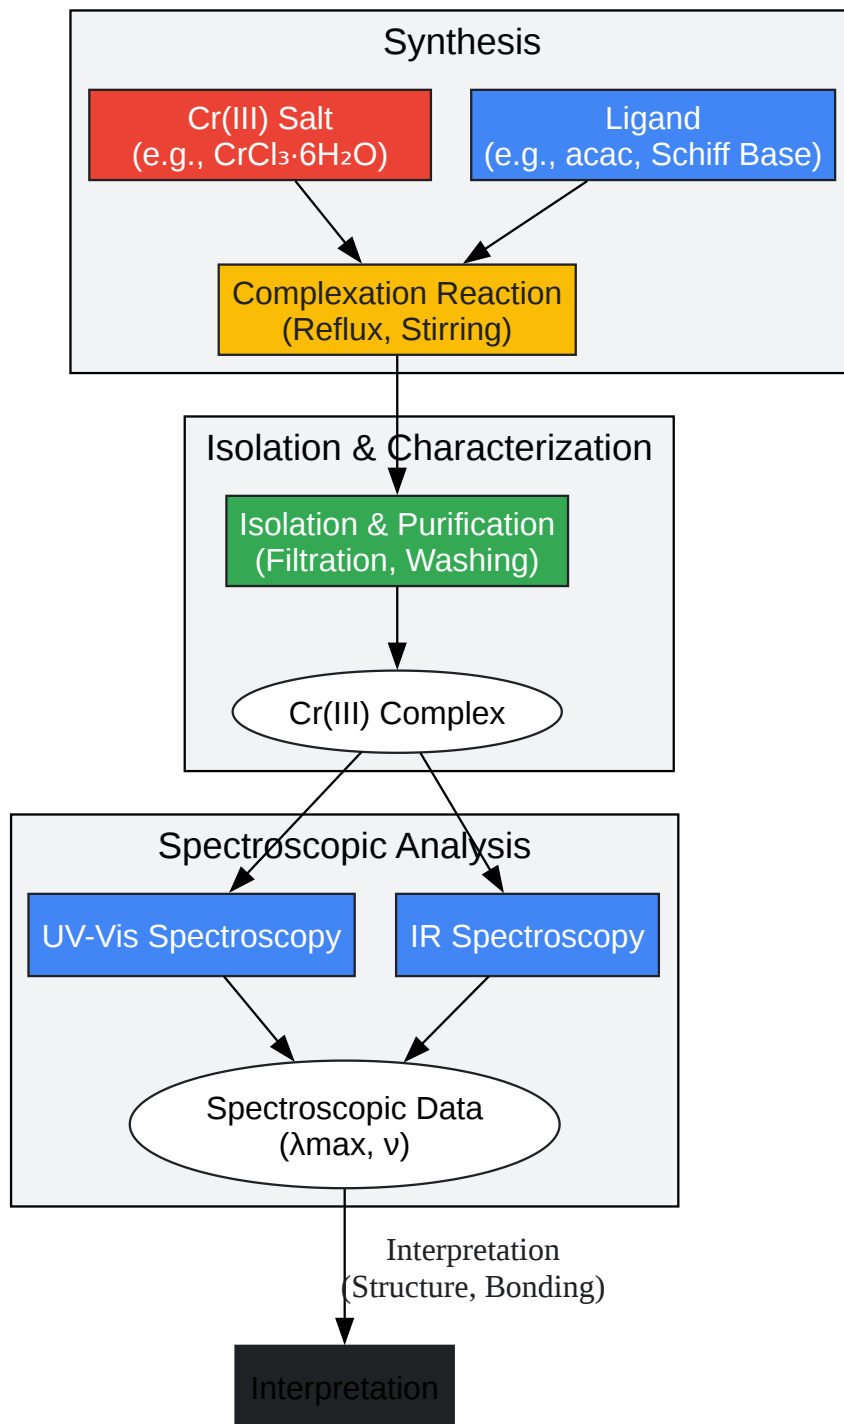 Synthesis
Cr(III) Salt
(e.g., CrCl₃·6H₂O)
Ligand
(e.g., acac, Schiff Base)
Complexation Reaction
(Reflux, Stirring)
Isolation & Characterization
Isolation & Purification
(Filtration, Washing)
Cr(III) Complex
Spectroscopic Analysis
UV-Vis Spectroscopy
IR Spectroscopy
Spectroscopic Data
(λmax, ν)
Interpretation
(Structure, Bonding)
Interpretation